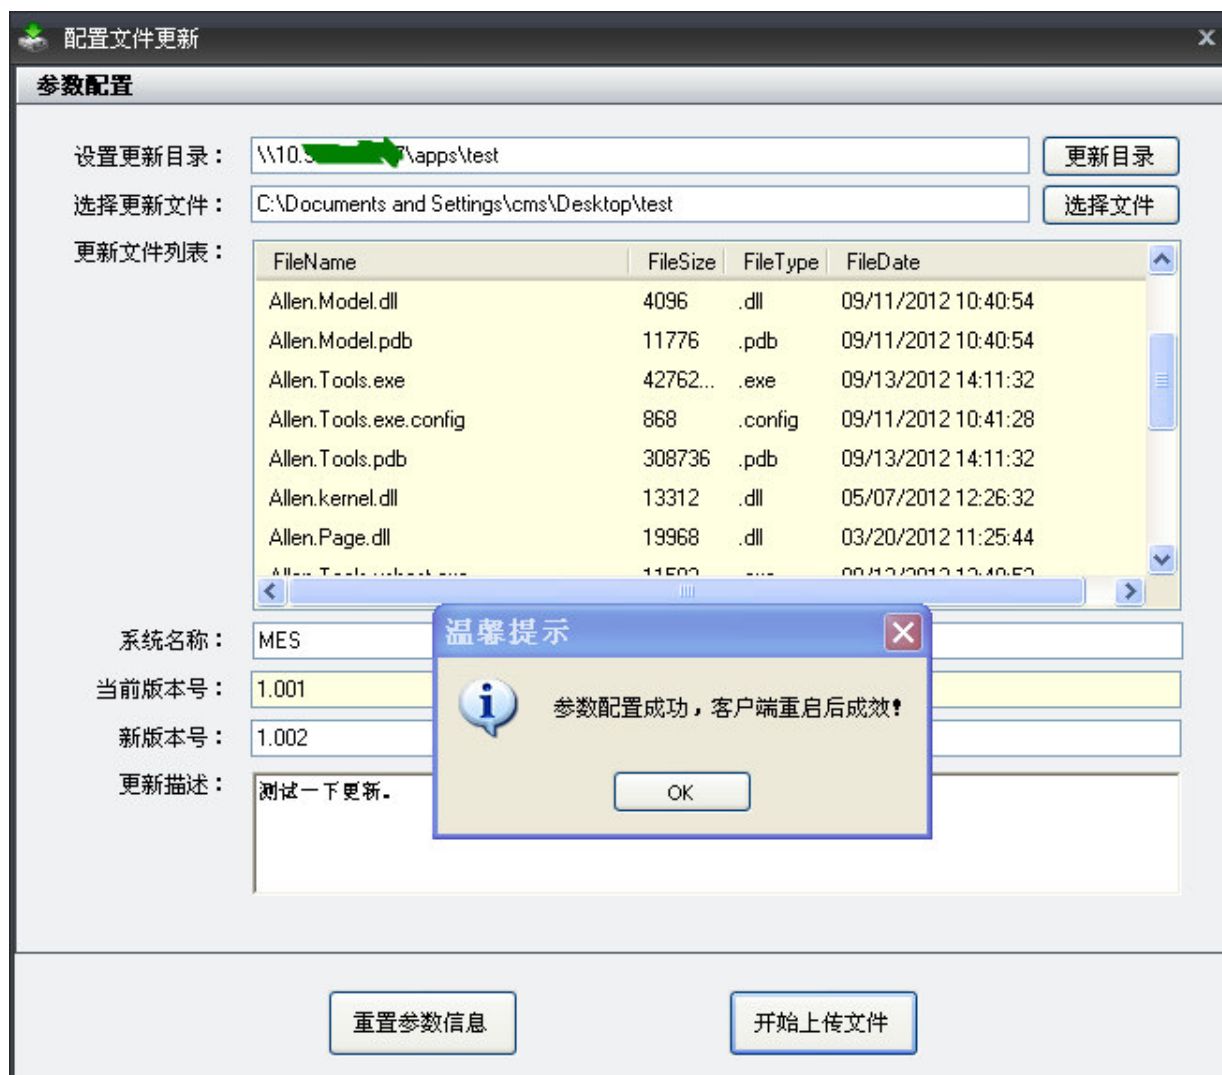 配置文件更新
参数配置
设置更新目录：
\\10. 7\apps\test
更新目录
选择更新文件：
C:\Documents and Settings\cms\Desktop\test
选择文件
更新文件列表：
FileName FileSize FileType FileDate
Allen.Model.dll 4096 .dll 09/11/2012 10:40:54
Allen.Model.pdb 11776 .pdb 09/11/2012 10:40:54
Allen.Tools.exe 42762... .exe 09/13/2012 14:11:32
Allen.Tools.exe.config 868 .config 09/11/2012 10:41:28
Allen.Tools.pdb 308736 .pdb 09/13/2012 14:11:32
Allen.kernel.dll 13312 .dll 05/07/2012 12:26:32
Allen.Page.dll 19968 .dll 03/20/2012 11:25:44
系统名称：
MES
当前版本号：
1.001
新版本号：
1.002
更新描述：
测试一下更新.
温馨提示
参数配置成功，客户端重启后成效!
OK
重置参数信息
开始上传文件